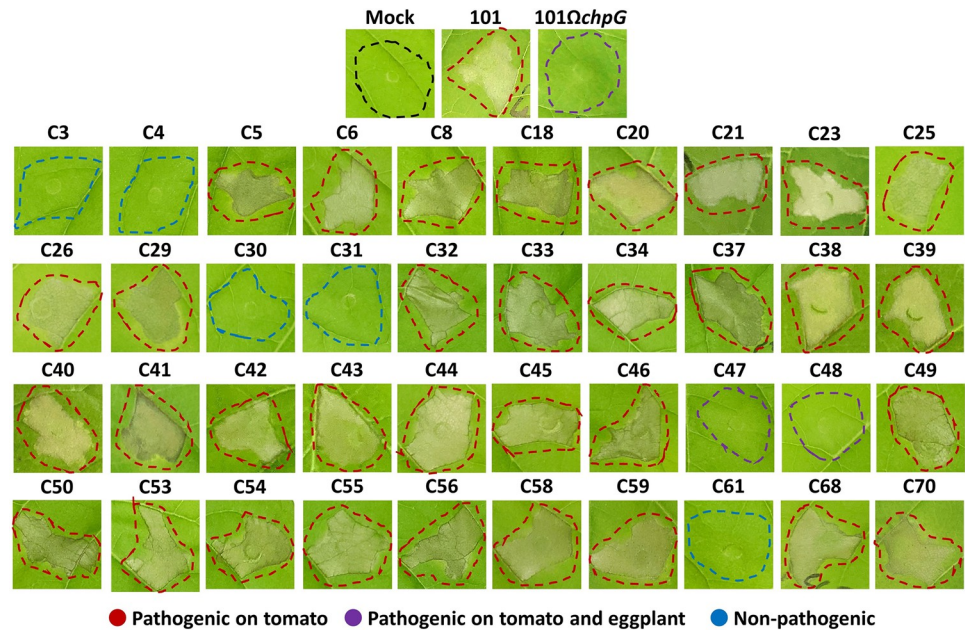 Mock 101 101ΩchpG
C3 C4 C5 C6 C8 C18 C20 C21 C23 C25
C26 C29 C30 C31 C32 C33 C34 C37 C38 C39
C40 C41 C42 C43 C44 C45 C46 C47 C48 C49
C50 C53 C54 C55 C56 C58 C59 C61 C68 C70
Pathogenic on tomato Pathogenic on tomato and eggplant Non-pathogenic